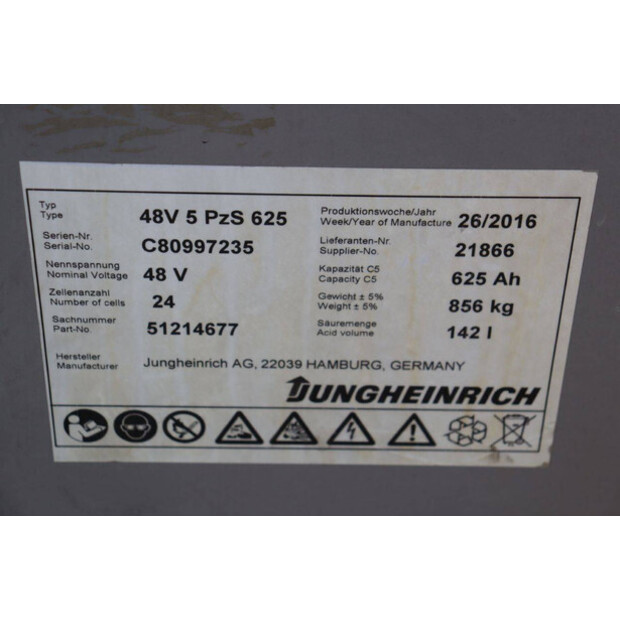 Typ
Type
48V 5 PzS 625
Produktionswoche/Jahr
Week/Year of Manufacture
26/2016
Serien-Nr.
Serial-No.
C80997235
Lieferanten-Nr.
Supplier-No.
21866
Nennspannung
Nominal Voltage
48 V
Kapazität C5
Capacity C5
625 Ah
Zellenanzahl
Number of cells
24
Gewicht ± 5%
Weight ± 5%
856 kg
Sachnummer
Part-No.
51214677
Säuremenge
Acid volume
142 l
Hersteller
Manufacturer
Jungheinrich AG, 22039 HAMBURG, GERMANY
JUNGHEINRICH